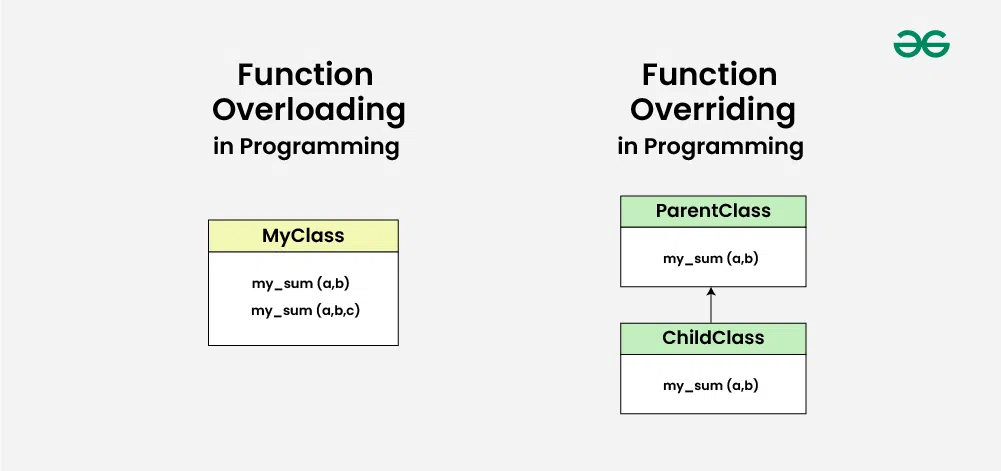 Function
Overloading
in Programming
MyClass
my_sum (a,b)
my_sum (a,b,c)
Function
Overriding
in Programming
ParentClass
my_sum (a,b)
ChildClass
my_sum (a,b)